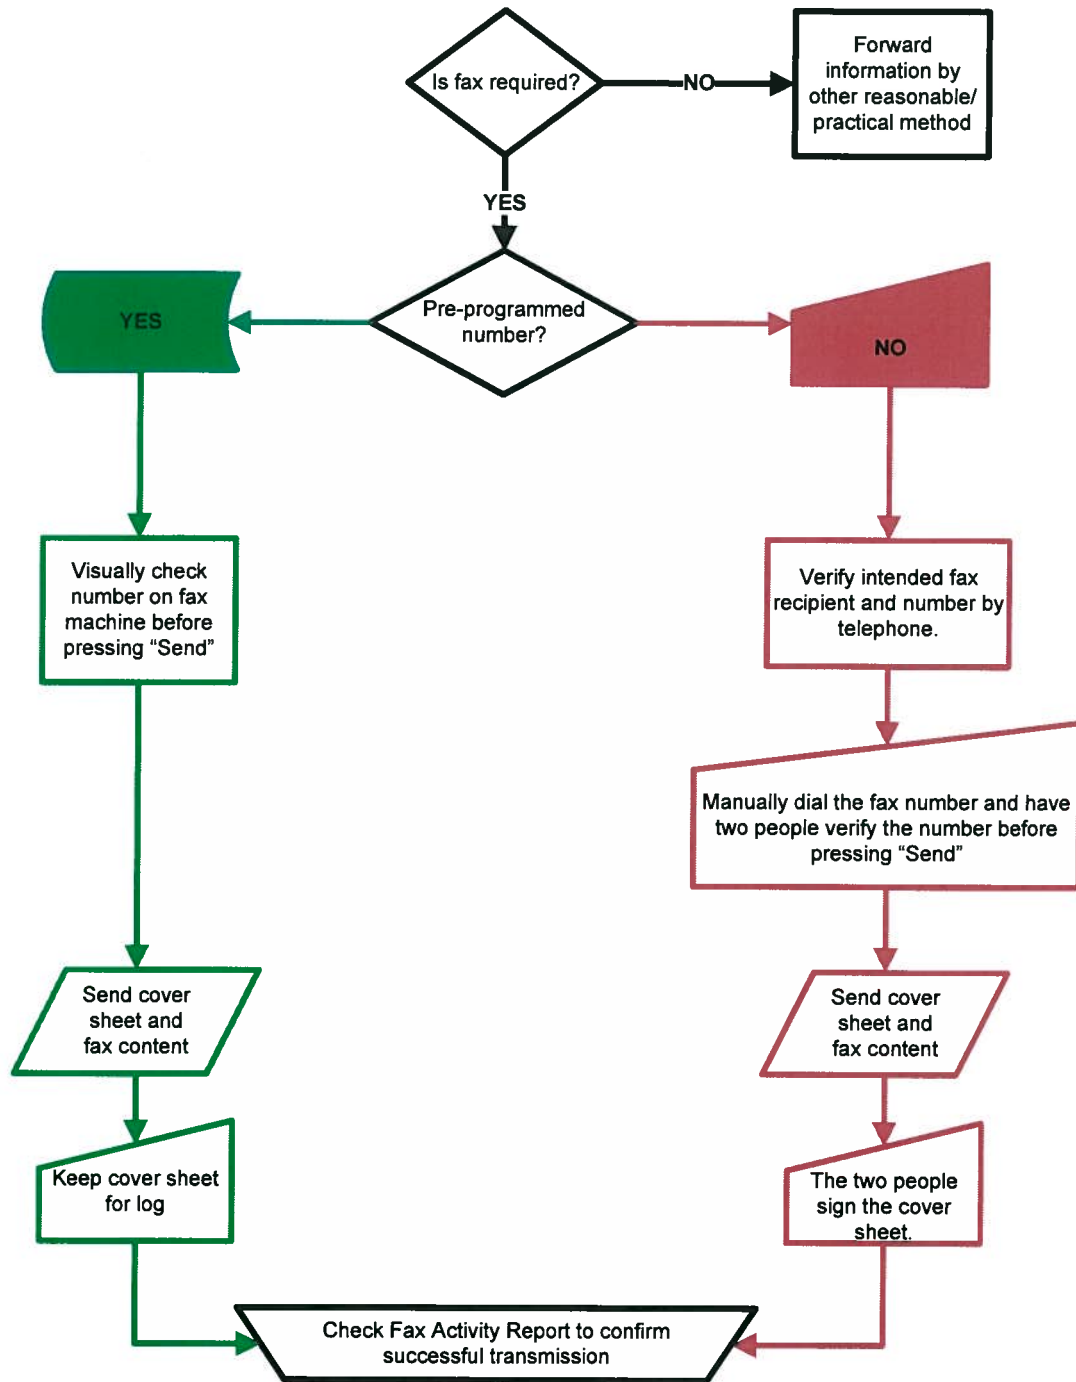 Is fax required?
NO
Forward
information by
other reasonable/
practical method
YES
Pre-programmed
number?
YES
NO
Visually check
number on fax
machine before
pressing “Send”
Verify intended fax
recipient and number by
telephone.
Manually dial the fax number and have
two people verify the number before
pressing “Send”
Send cover
sheet and
fax content
Send cover
sheet and
fax content
Keep cover sheet
for log
The two people
sign the cover
sheet.
Check Fax Activity Report to confirm
successful transmission